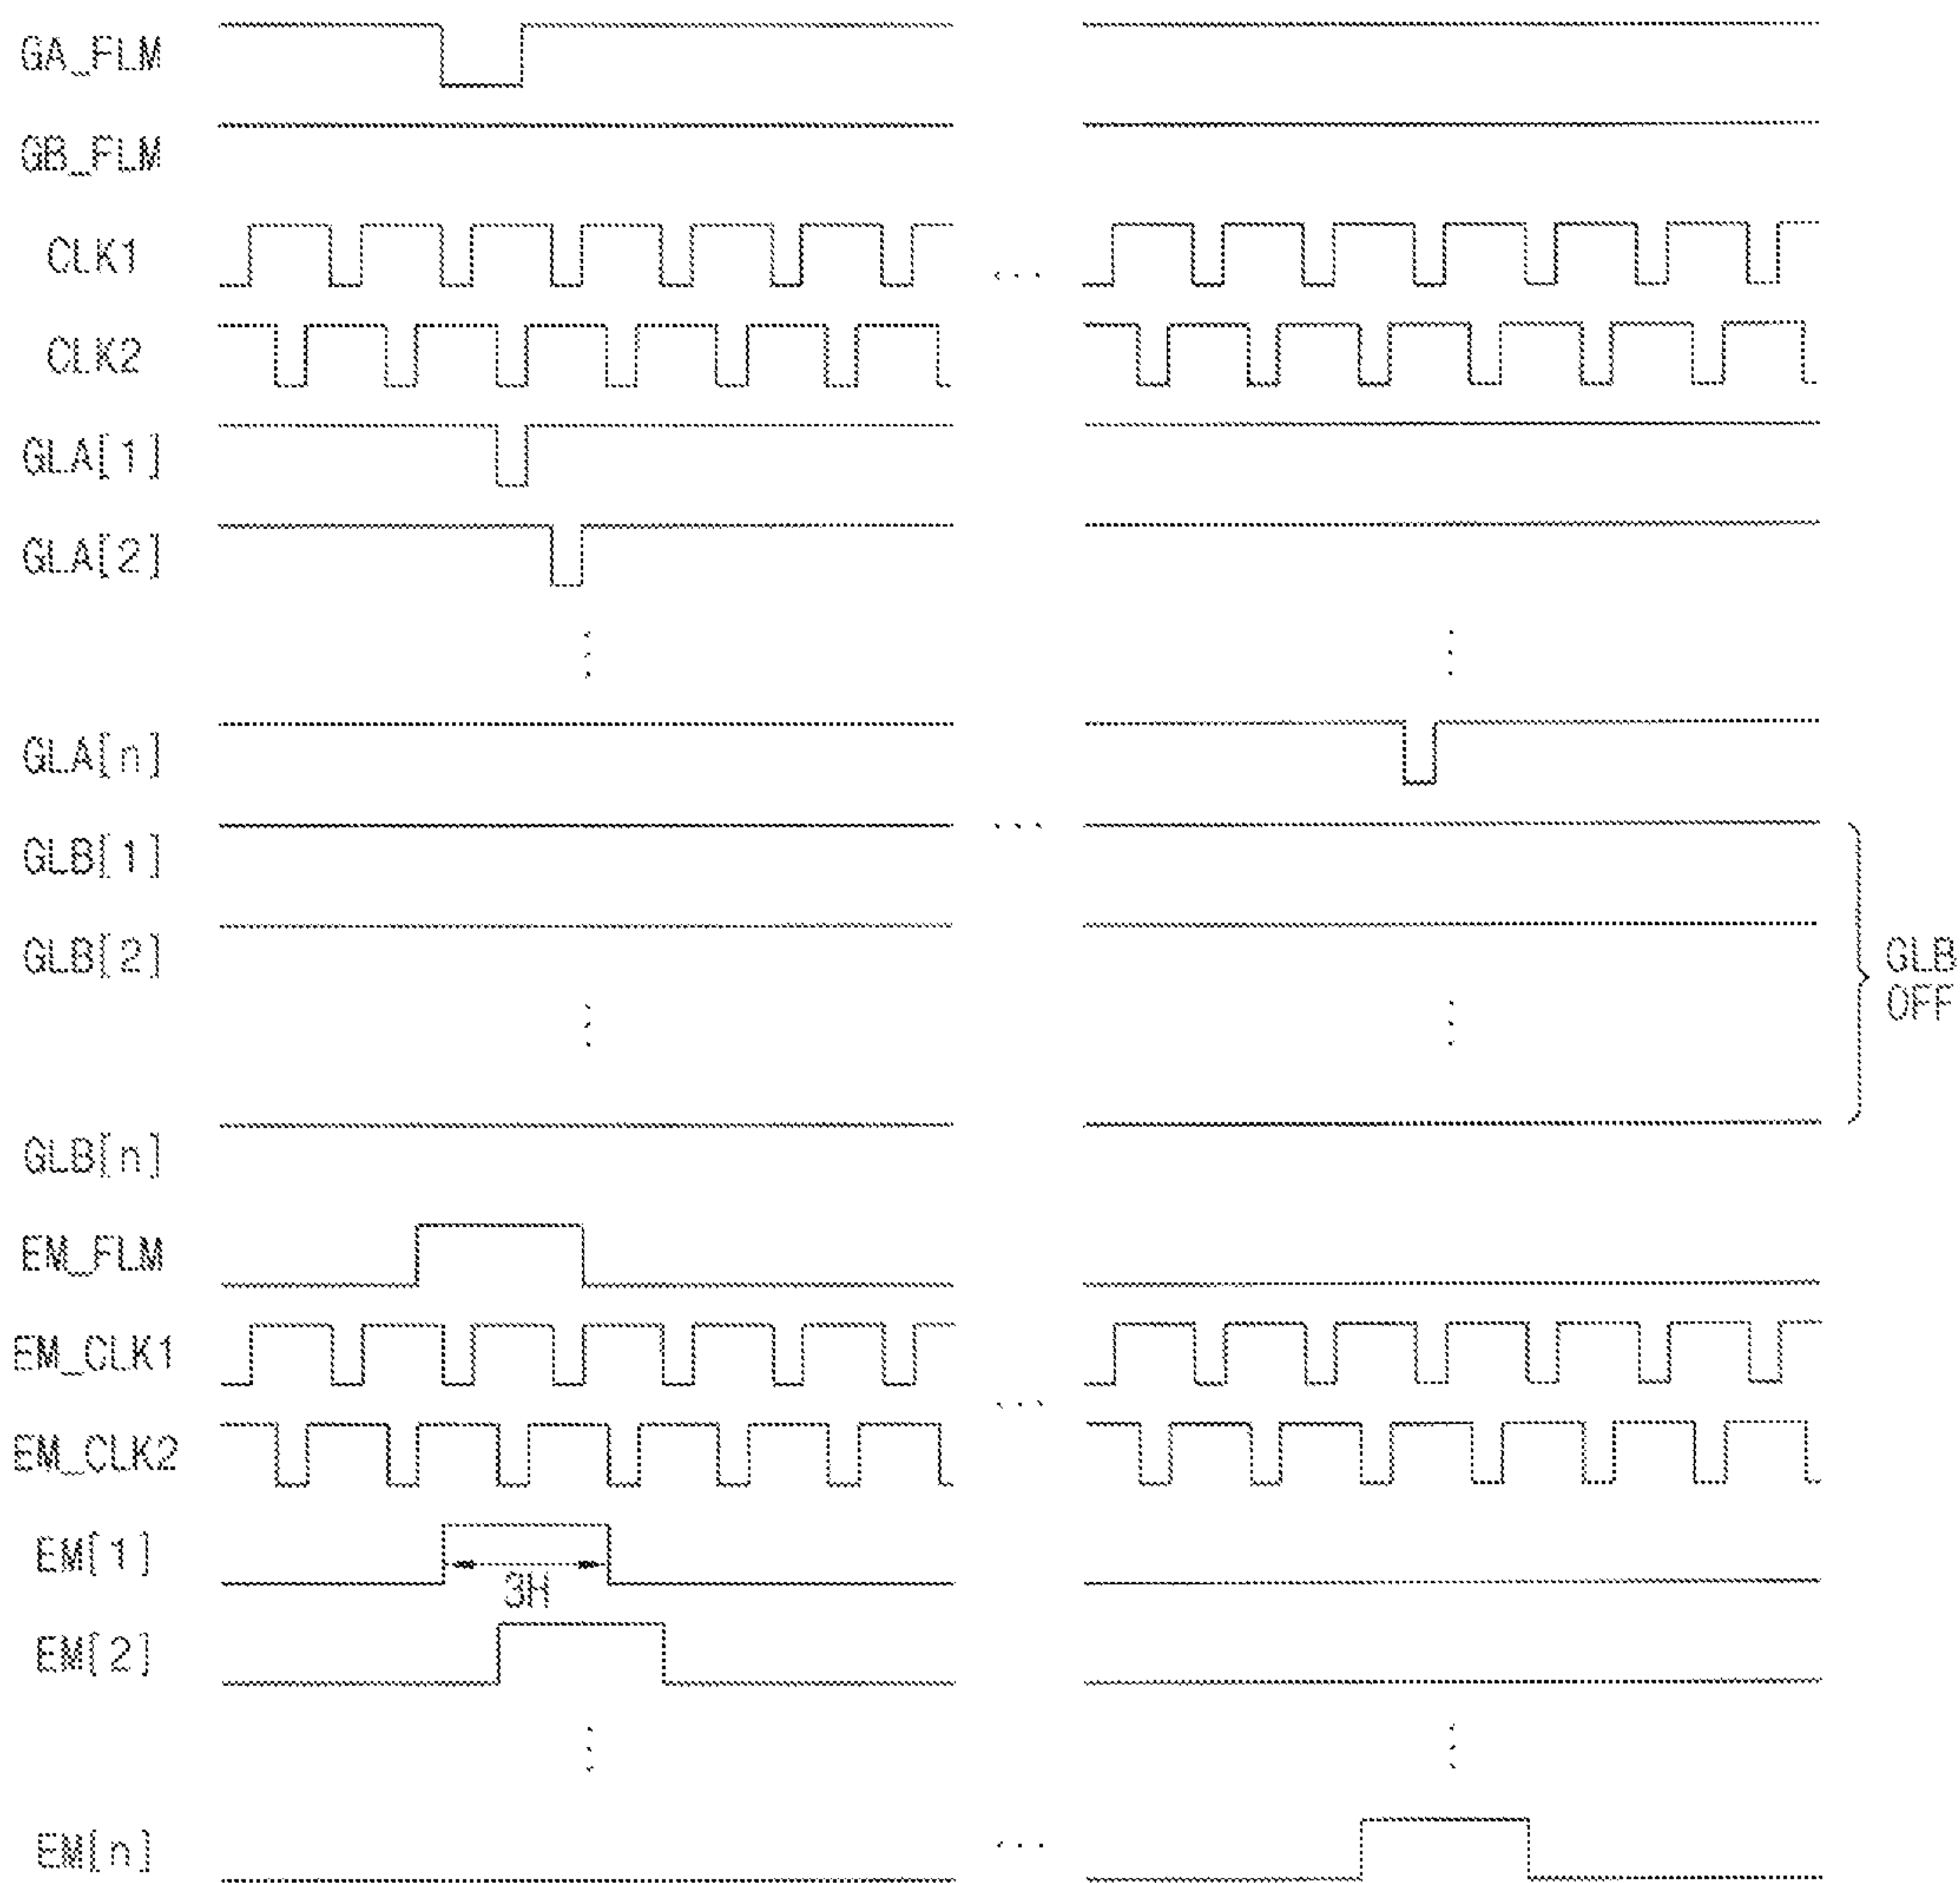 GA_FLM
GB_FLM
CLK1
CLK2
GLA[1]
GLA[2]
GLA[n]
GLB[1]
GLB[2]
GLB
OFF
GLB[n]
EM_FLM
EM_CLK1
EM_CLK2
EM[1]
3H
EM[2]
EM[n]